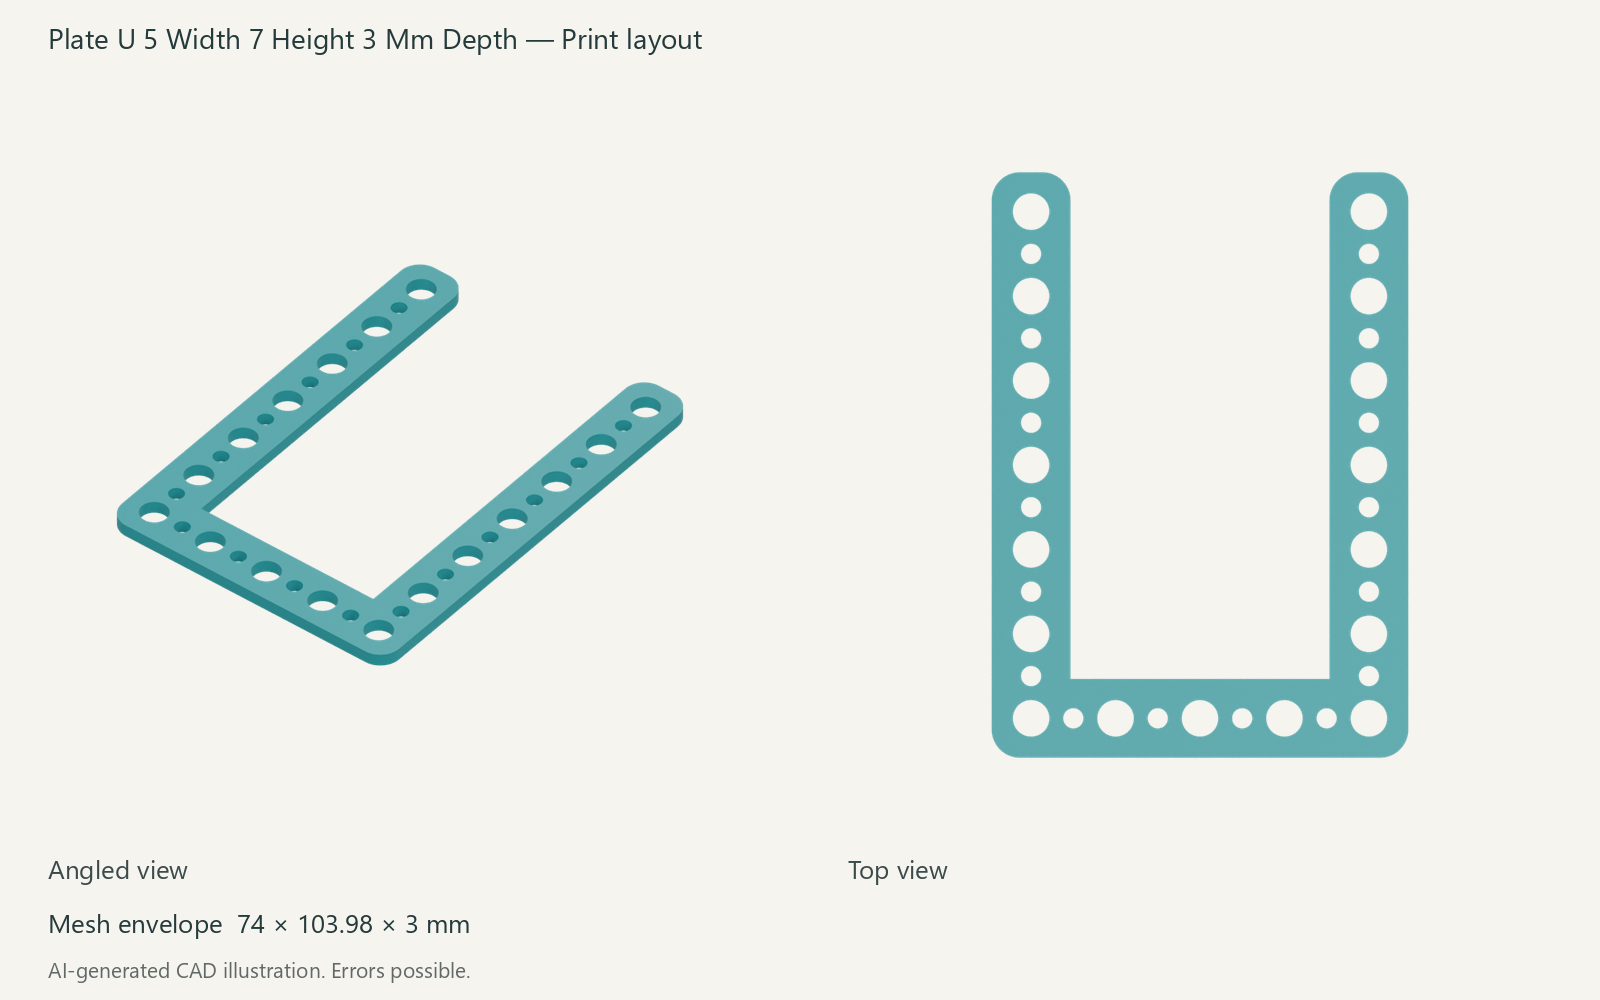 Plate U 5 Width 7 Height 3 Mm Depth — Print layout
Angled view
Top view
Mesh envelope 74 × 103.98 × 3 mm
AI-generated CAD illustration. Errors possible.